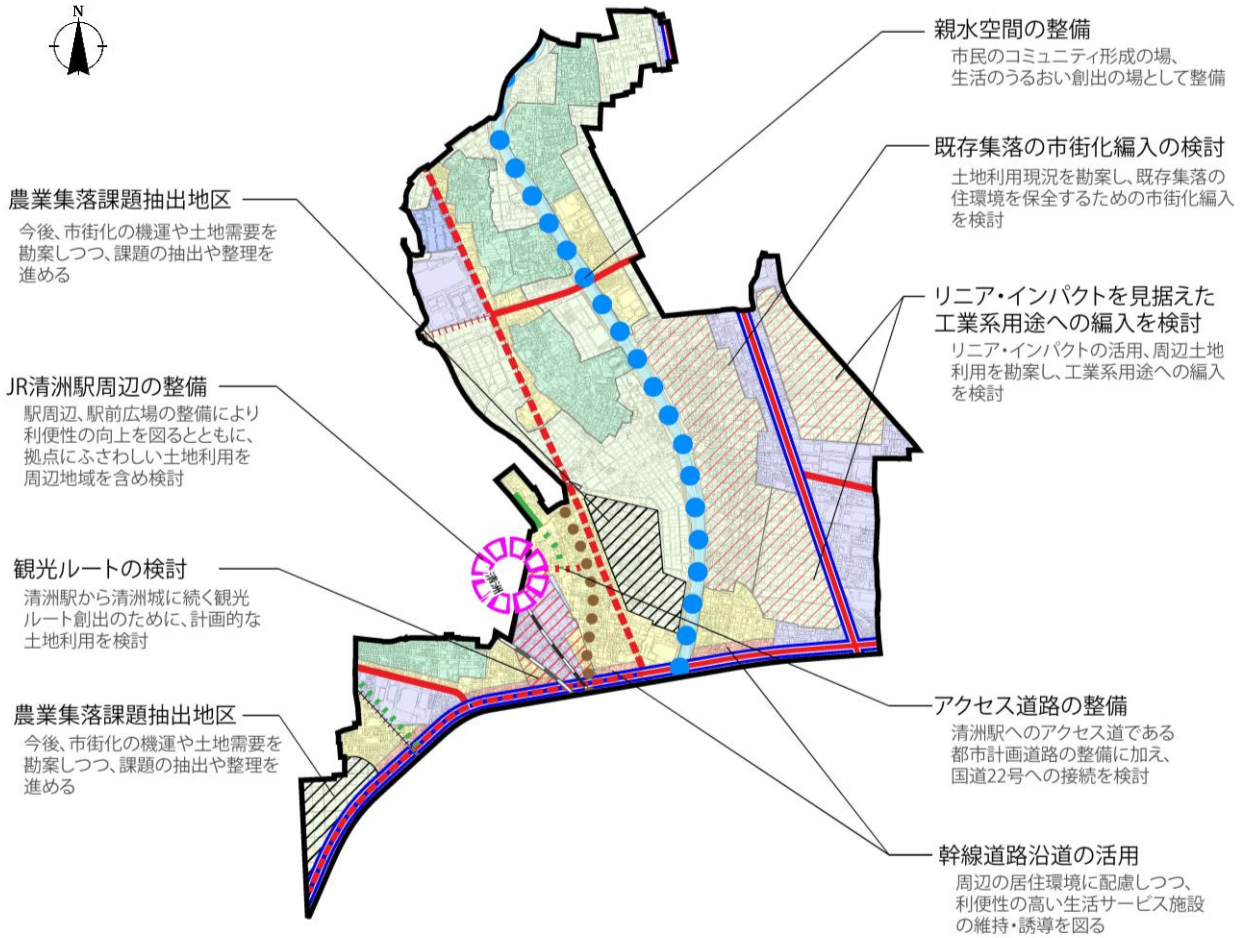 N
親水空間の整備
市民のコミュニティ形成の場、
生活のうるおい創出の場として整備
既存集落の市街化編入の検討
土地利用現況を勘案し、既存集落の
住環境を保全するための市街化編入
を検討
リニア・インパクトを見据えた
工業系用途への編入を検討
リニア・インパクトの活用、周辺土地
利用を勘案し、工業系用途への編入
を検討
農業集落課題抽出地区
今後、市街化の機運や土地需要を
勘案しつつ、課題の抽出や整理を
進める
JR清洲駅周辺の整備
駅周辺、駅前広場の整備により
利便性の向上を図るとともに、
拠点にふさわしい土地利用を
周辺地域を含め検討
観光ルートの検討
清洲駅から清洲城に続く観光
ルート創出のために、計画的な
土地利用を検討
農業集落課題抽出地区
今後、市街化の機運や土地需要を
勘案しつつ、課題の抽出や整理を
進める
清洲駅
アクセス道路の整備
清洲駅へのアクセス道である
都市計画道路の整備に加え、
国道22号への接続を検討
幹線道路沿道の活用
周辺の居住環境に配慮しつつ、
利便性の高い生活サービス施設
の維持・誘導を図る